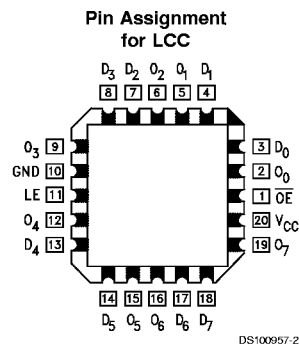 Pin Assignment
for LCC
D3 D2 O2 O1 D1
8 7 6 5 4
O3 9
GND 10
LE 11
O4 12
D4 13
3 D0
2 O0
1 O̅E̅
20 VCC
19 O7
14 15 16 17 18
D5 O5 O6 D6 D7
DS100957-2